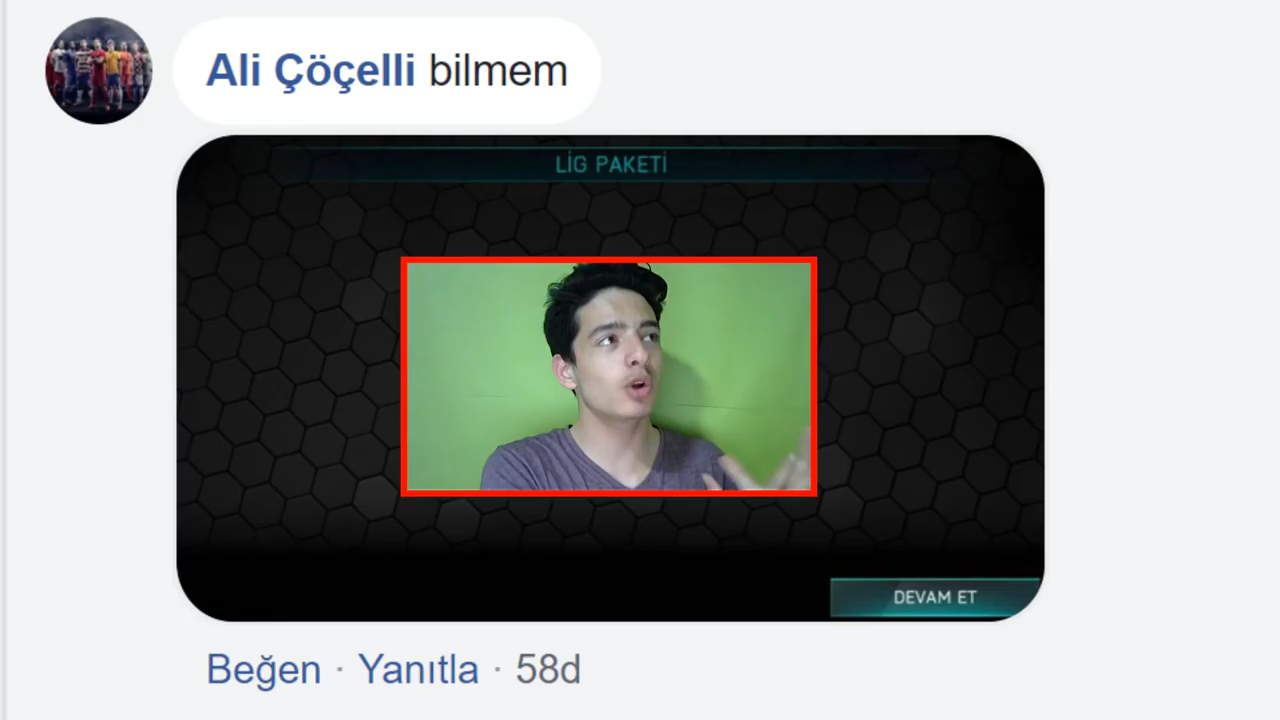 Ali Çöçelli bilmem
LİG PAKETİ
DEVAM ET
Beğen · Yanıtla · 58d